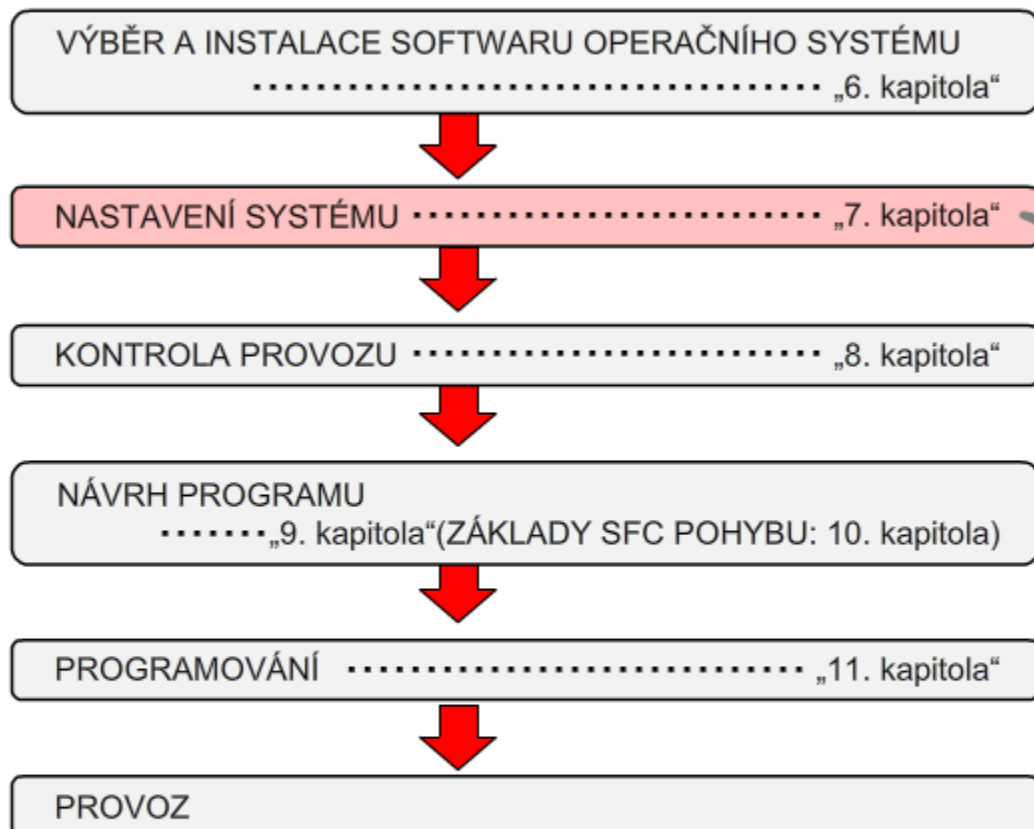 VÝBĚR A INSTALACE SOFTWARU OPERAČNÍHO SYSTÉMU
„6. kapitola“
NASTAVENÍ SYSTÉMU „7. kapitola“
KONTROLA PROVOZU „8. kapitola“
NÁVRH PROGRAMU
„9. kapitola“(ZÁKLADY SFC POHYBU: 10. kapitola)
PROGRAMOVÁNÍ „11. kapitola“
PROVOZ